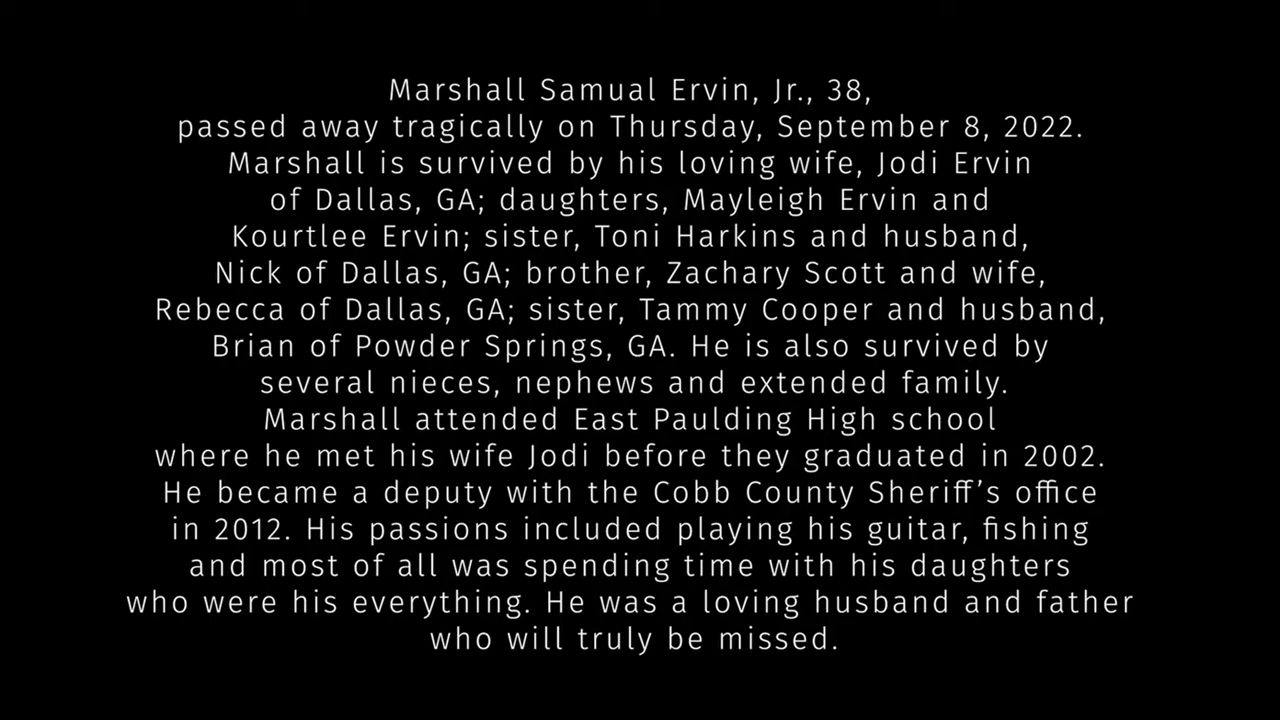 Marshall Samual Ervin, Jr., 38,
passed away tragically on Thursday, September 8, 2022.
Marshall is survived by his loving wife, Jodi Ervin
of Dallas, GA; daughters, Mayleigh Ervin and
Kourtlee Ervin; sister, Toni Harkins and husband,
Nick of Dallas, GA; brother, Zachary Scott and wife,
Rebecca of Dallas, GA; sister, Tammy Cooper and husband,
Brian of Powder Springs, GA. He is also survived by
several nieces, nephews and extended family.
Marshall attended East Paulding High school
where he met his wife Jodi before they graduated in 2002.
He became a deputy with the Cobb County Sheriff’s office
in 2012. His passions included playing his guitar, fishing
and most of all was spending time with his daughters
who were his everything. He was a loving husband and father
who will truly be missed.